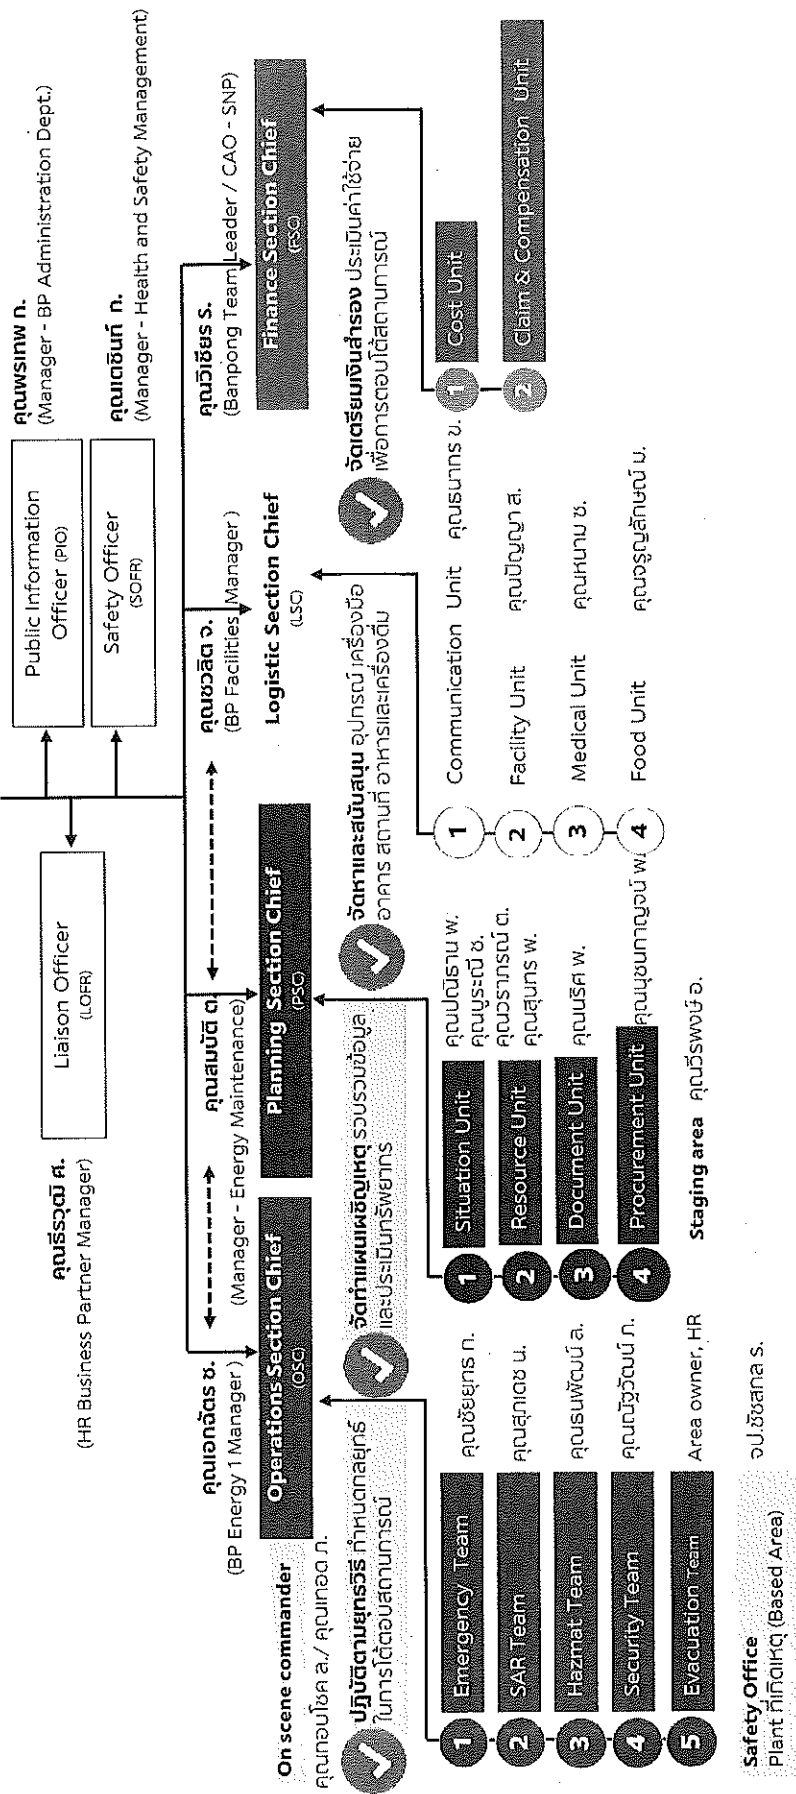 Public Information
Officer (PIO)
คุณพรเทพ ก.
(Manager - BP Administration Dept.)
Liaison Officer
(LOFR)
คุณธีรวุฒิ ศ.
(HR Business Partner Manager)
Safety Officer
(SOFR)
คุณเตชินท์ ก.
(Manager - Health and Safety Management)
คุณเอกฉัตร ช.
(BP Energy 1 Manager )
Operations Section Chief
(OSC)
คุณสมบัติ ต.
(Manager - Energy Maintenance)
Planning Section Chief
(PSC)
คุณชวลิต จ.
(BP Facilities Manager )
Logistic Section Chief
(LSC)
คุณวิเชียร S.
(Banpong Team Leader / CAO - SNP)
Finance Section Chief
(FSC)
On scene commander
คุณกอบโชค ล./ คุณเทอด ภ.
ปฏิบัติตามยุทธวิธี กำหนดกลยุทธ์
ในการโต้ตอบสถานการณ์
จัดทำแผนเผชิญเหตุ รวบรวมข้อมูล
และประเมินทรัพยากร
จัดหาและสนับสนุน อุปกรณ์ เครื่องมือ
อาคาร สถานที่ อาหารและเครื่องดื่ม
จัดเตรียมเงินสำรอง ประเมินค่าใช้จ่าย
เพื่อการตอบโต้สถานการณ์
1 Emergency Team คุณชัยยุทธ ก.
2 SAR Team คุณสุภเดช น.
3 Hazmat Team คุณธนพัฒน์ ล.
4 Security Team คุณณัฐวัฒน์ ภ.
5 Evacuation Team Area owner, HR
Safety Office
Plant ที่เกิดเหตุ (Based Area)
จป.ชัชสกล ร.
1 Situation Unit คุณปณิธาน พ.
คุณบูระณี ช.
2 Resource Unit คุณวราภรณ์ ต.
คุณสุนทร พ.
3 Document Unit คุณนริศ พ.
4 Procurement Unit คุณนุชนกาญจน์ พ.
Staging area คุณวีรพงษ์ อ.
1 Communication Unit คุณธนากร ข.
2 Facility Unit คุณปัญญา ส.
3 Medical Unit คุณหนาม ช.
4 Food Unit คุณจรูญลักษณ์ ม.
1 Cost Unit
2 Claim & Compensation Unit